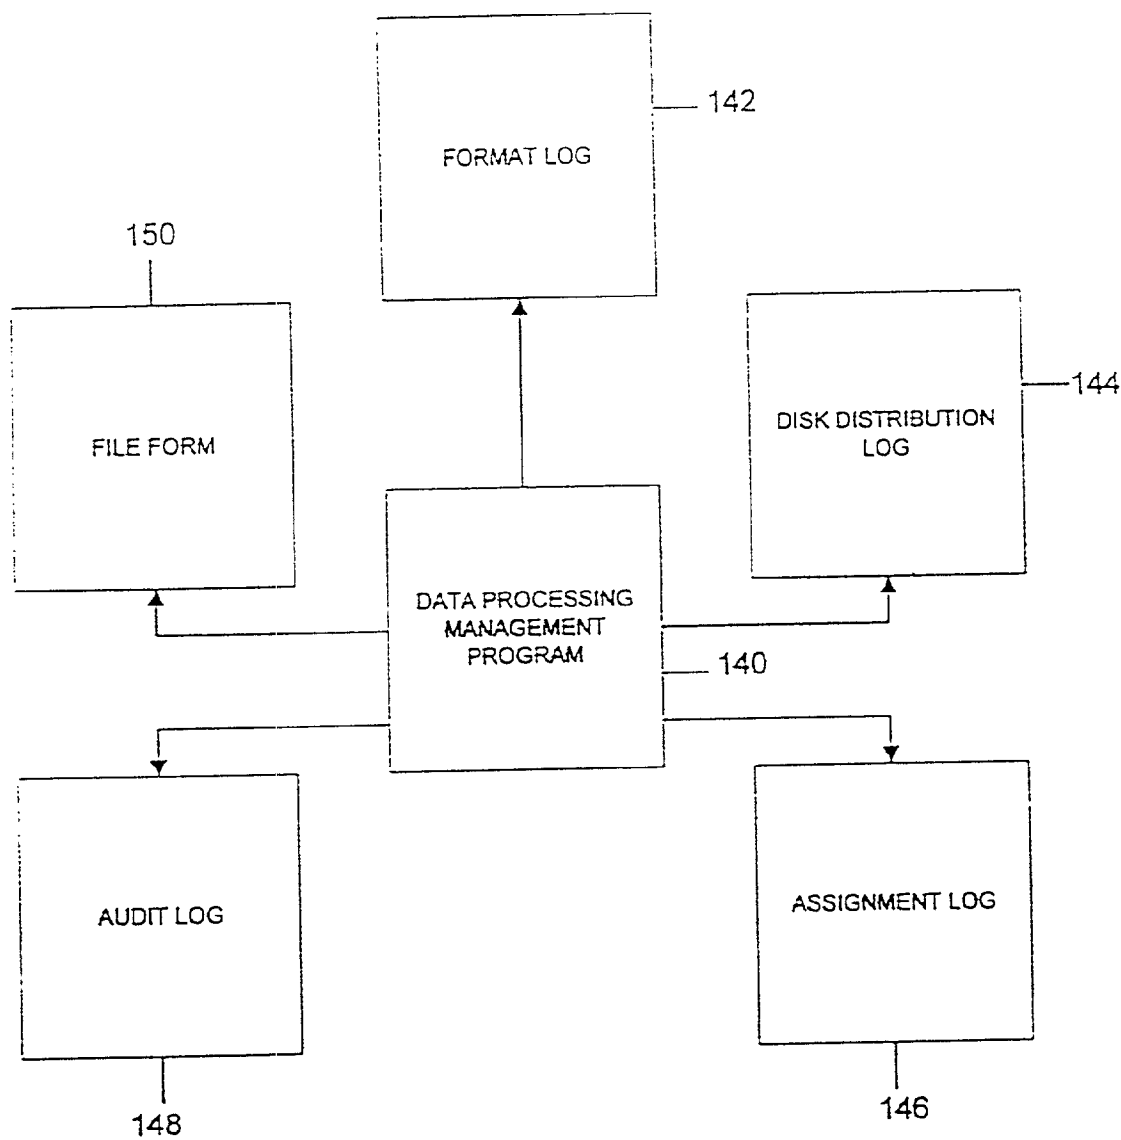 142
FORMAT LOG
150
144
DISK DISTRIBUTION
LOG
FILE FORM
DATA PROCESSING
MANAGEMENT
PROGRAM
140
AUDIT LOG
ASSIGNMENT LOG
148
146